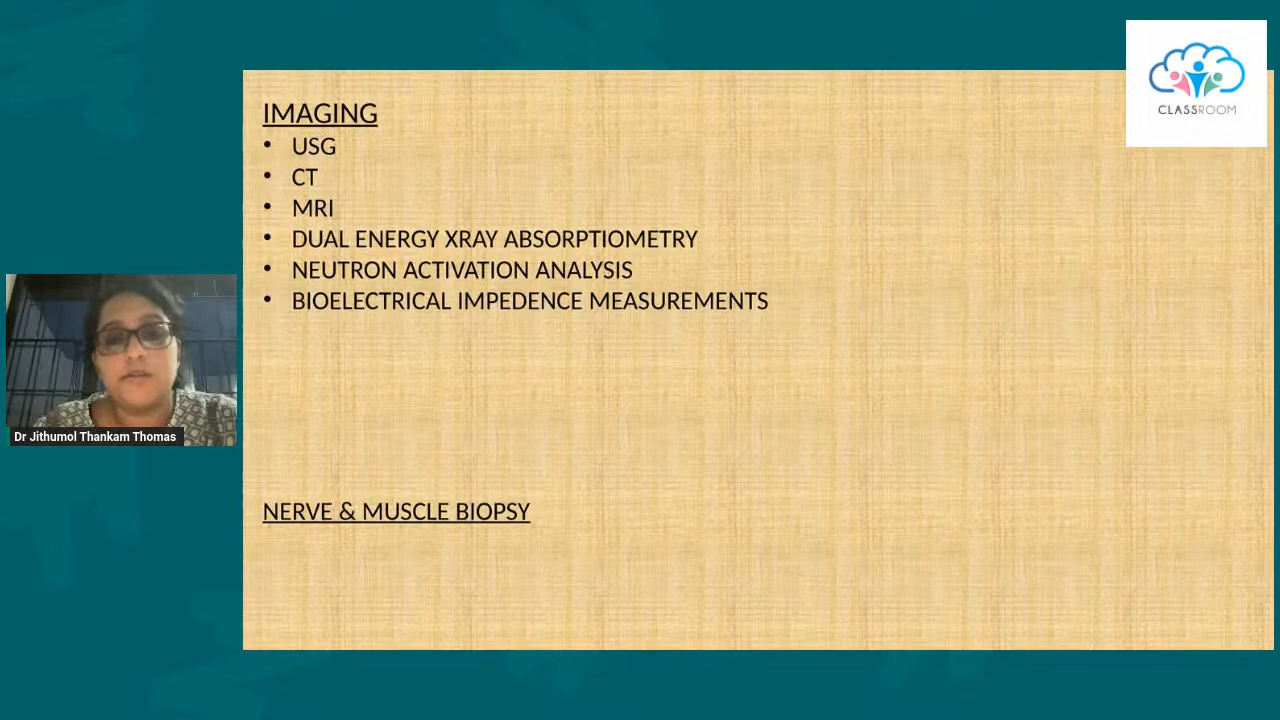 CLASSROOM
IMAGING
• USG
• CT
• MRI
• DUAL ENERGY XRAY ABSORPTIOMETRY
• NEUTRON ACTIVATION ANALYSIS
• BIOELECTRICAL IMPEDENCE MEASUREMENTS
Dr Jithumol Thankam Thomas
NERVE & MUSCLE BIOPSY